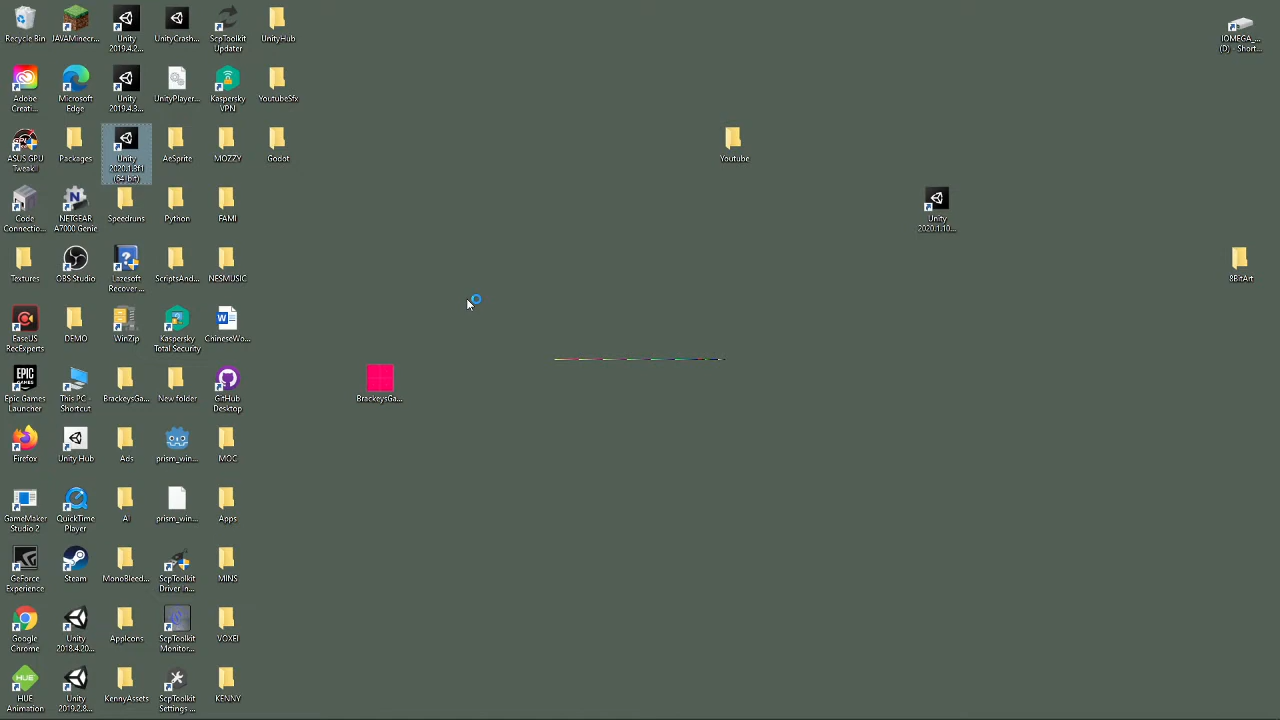 Recycle Bin
JAVAMinecr...
Unity
2019.4.2...
UnityCrash...
ScpToolkit
Updater
UnityHub
IOMEGA_...
(D) - Short...
Adobe
Creati...
Microsoft
Edge
Unity
2019.4.3...
UnityPlayer...
Kaspersky
VPN
YoutubeSfx
ASUS GPU
Tweak...
Packages
Unity
2020.1.3f1
(64-bit)
AeSprite
MOZZY
Godot
Youtube
Code
Connectio...
NETGEAR
A7000 Genie
Speedruns
Python
FAMI
Unity
2020.1.10...
Textures
OBS Studio
Lazesoft
Recover ...
ScriptsAnd...
NESMUSIC
8BitArt
EaseUS
RecExperts
DEMO
WinZip
Kaspersky
Total Security
ChineseWo...
Epic Games
Launcher
This PC -
Shortcut
BrackeysGa...
New folder
GitHub
Desktop
BrackeysGa...
Firefox
Unity Hub
Ads
prism_win...
MOC
GameMaker
Studio 2
QuickTime
Player
AI
prism_win...
Apps
GeForce
Experience
Steam
MonoBleed...
ScpToolkit
Driver In...
MINS
Google
Chrome
Unity
2018.4.20...
AppIcons
ScpToolkit
Monitor...
VOXEL
HUE
Animation
Unity
2019.2.8...
KennyAssets
ScpToolkit
Settings ...
KENNY